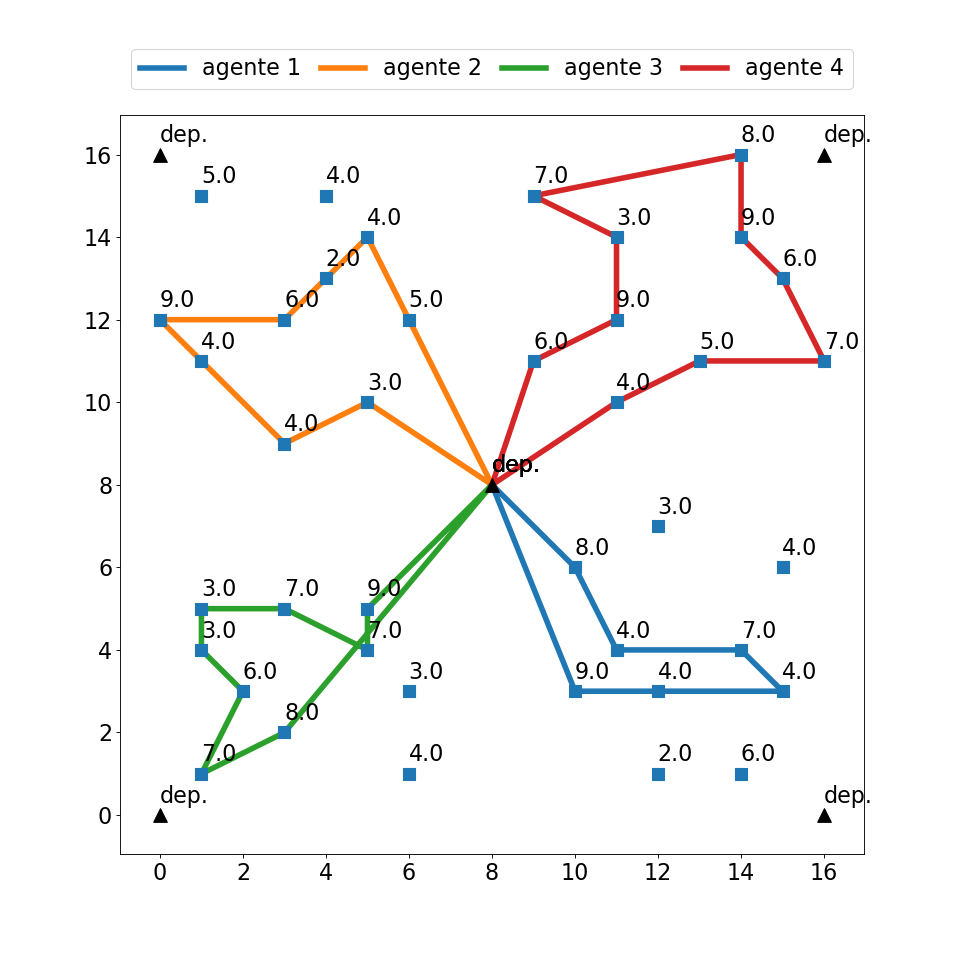 agente 1 agente 2 agente 3 agente 4
dep. 8.0 dep.
16
5.0 4.0 7.0
4.0 3.0 9.0
14
2.0 6.0
9.0 6.0 5.0 9.0
12
4.0 6.0 5.0 7.0
3.0 4.0
10
4.0
dep.
8
3.0
8.0 4.0
6
3.0 7.0 9.0
3.0 7.0 4.0 7.0
4
6.0 3.0 9.0 4.0 4.0
8.0
2
7.0 4.0 2.0 6.0
dep. dep.
0
0 2 4 6 8 10 12 14 16